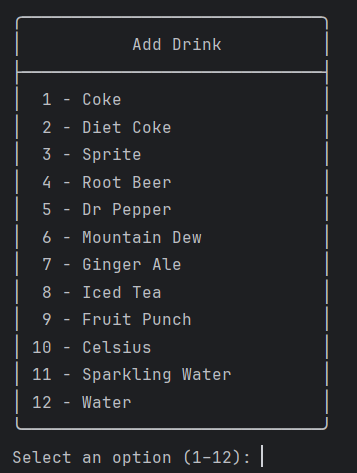 Add Drink
1 - Coke
2 - Diet Coke
3 - Sprite
4 - Root Beer
5 - Dr Pepper
6 - Mountain Dew
7 - Ginger Ale
8 - Iced Tea
9 - Fruit Punch
10 - Celsius
11 - Sparkling Water
12 - Water
Select an option (1-12):